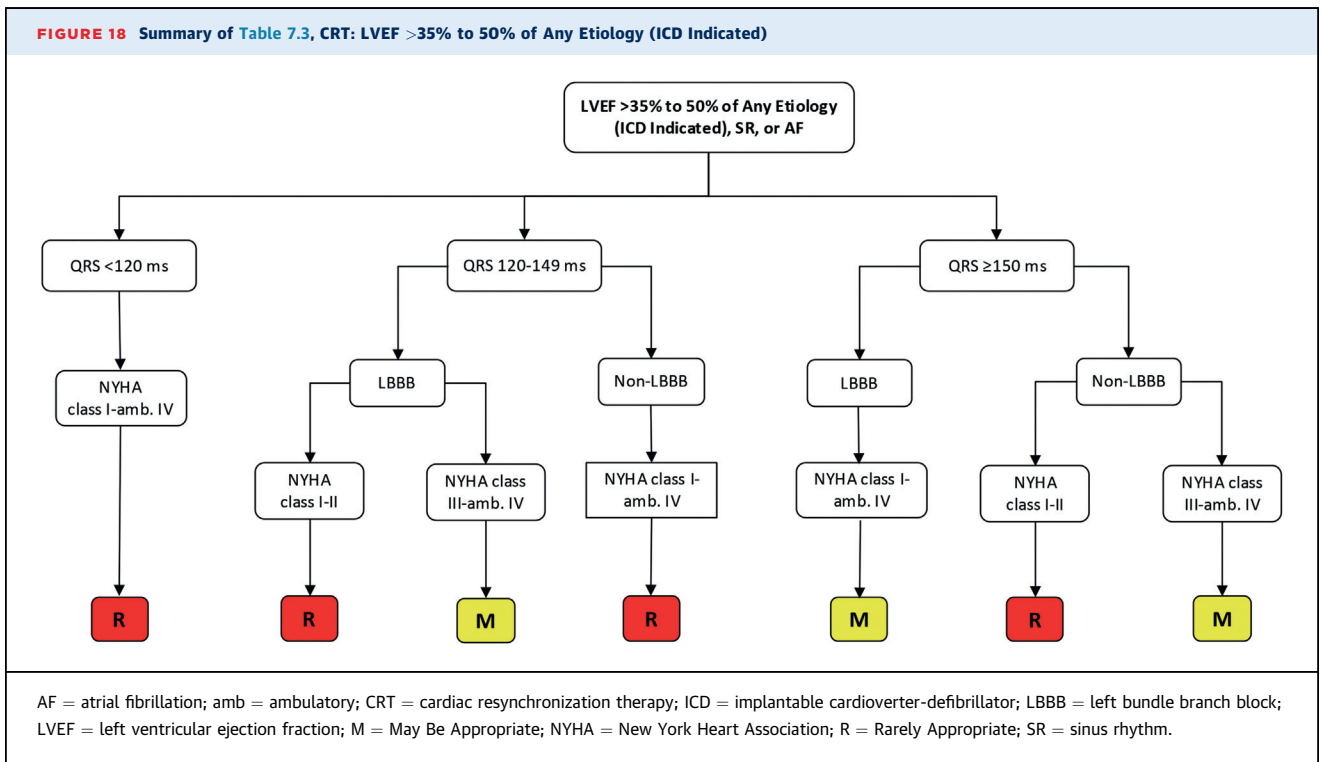 FIGURE 18 Summary of Table 7.3, CRT: LVEF >35% to 50% of Any Etiology (ICD Indicated)
LVEF >35% to 50% of Any Etiology
(ICD Indicated), SR, or AF
QRS <120 ms
QRS 120-149 ms
QRS ≥150 ms
LBBB
Non-LBBB
LBBB
Non-LBBB
NYHA
class I-amb. IV
NYHA
class I-II
NYHA class
III-amb. IV
NYHA class I-
amb. IV
NYHA class I-
amb. IV
NYHA
class I-II
NYHA class
III-amb. IV
R
R
M
R
M
R
M
AF = atrial fibrillation; amb = ambulatory; CRT = cardiac resynchronization therapy; ICD = implantable cardioverter-defibrillator; LBBB = left bundle branch block;
LVEF = left ventricular ejection fraction; M = May Be Appropriate; NYHA = New York Heart Association; R = Rarely Appropriate; SR = sinus rhythm.